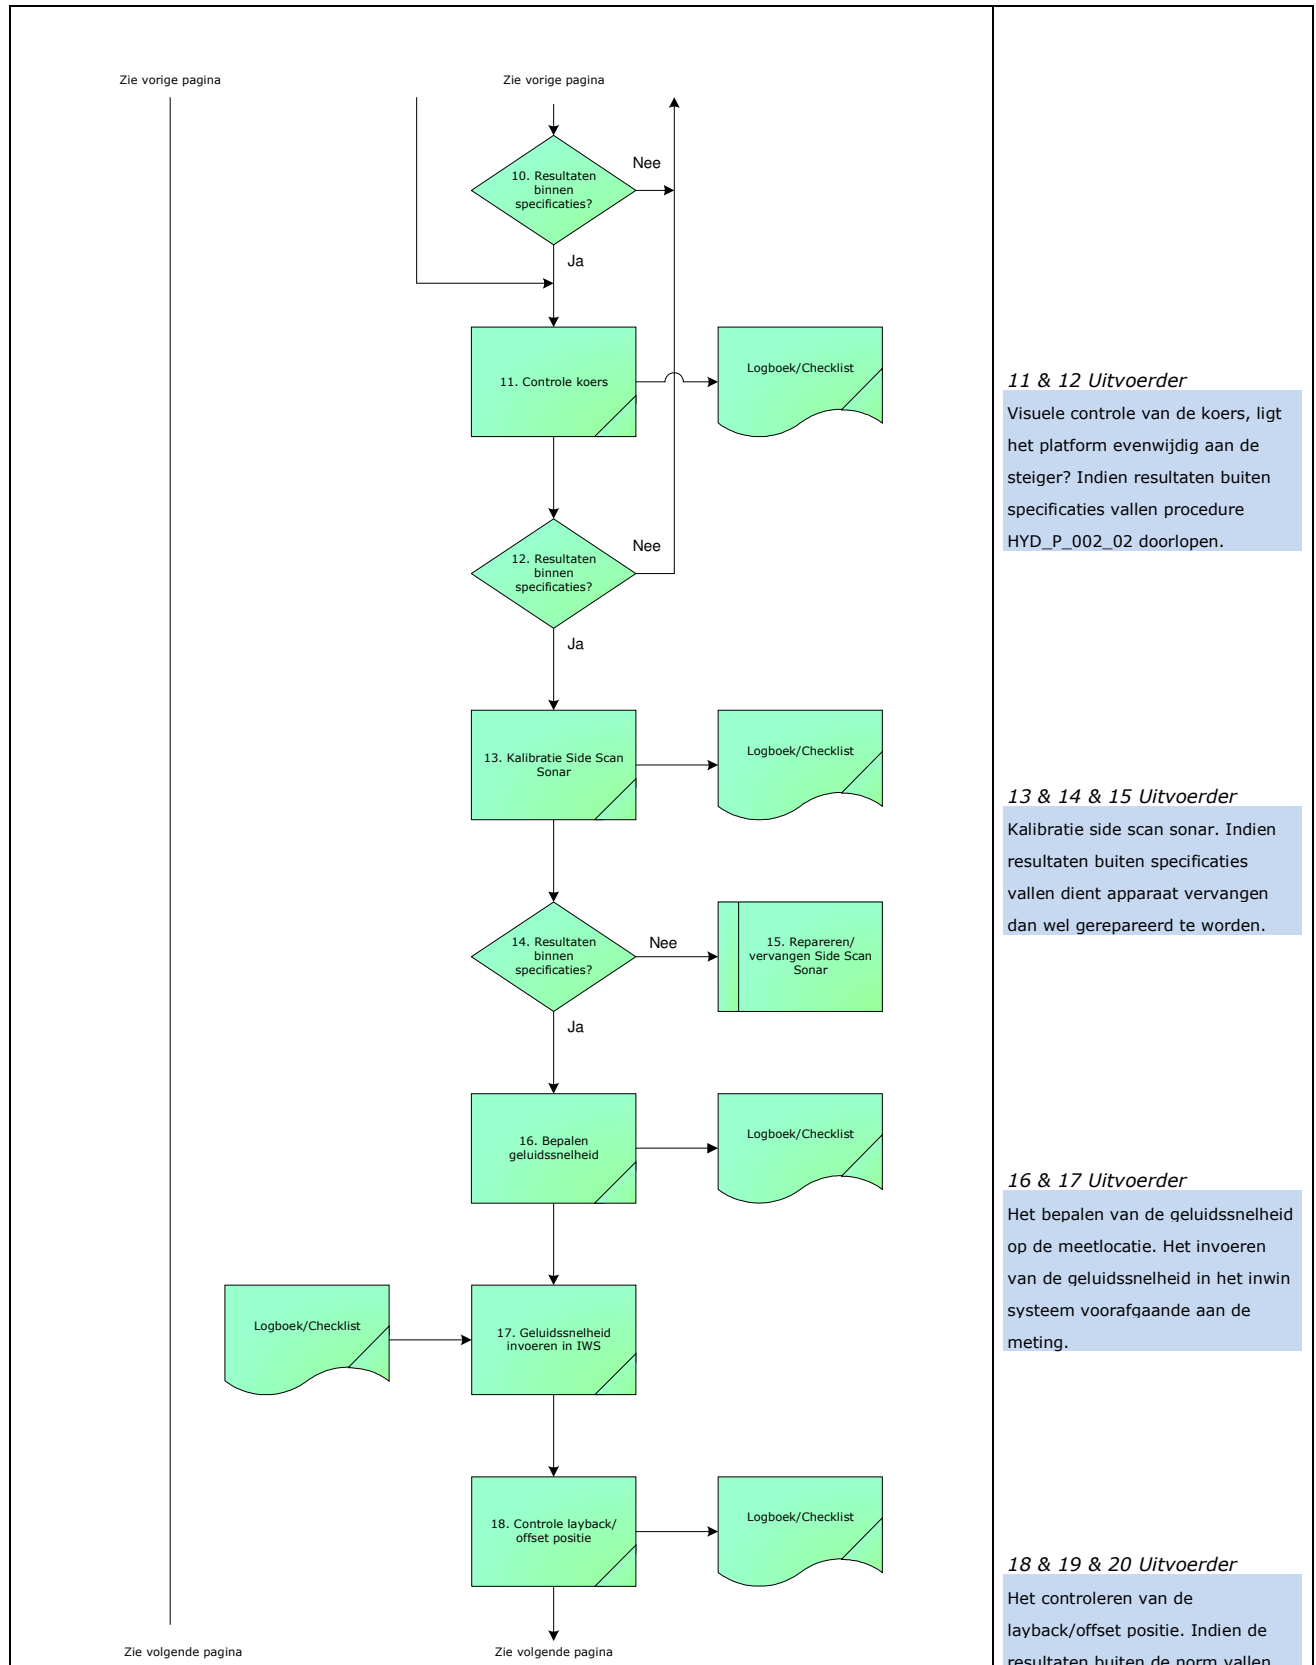 Zie vorige pagina
Zie vorige pagina
10. Resultaten
binnen
specificaties?
Nee
Ja
11. Controle koers
Logboek/Checklist
12. Resultaten
binnen
specificaties?
Nee
Ja
13. Kalibratie Side Scan
Sonar
Logboek/Checklist
14. Resultaten
binnen
specificaties?
Nee
15. Repareren/
vervangen Side Scan
Sonar
Ja
16. Bepalen
geluidssnelheid
Logboek/Checklist
Logboek/Checklist
17. Geluidssnelheid
invoeren in IWS
18. Controle layback/
offset positie
Logboek/Checklist
Zie volgende pagina
Zie volgende pagina
11 & 12 Uitvoerder
Visuele controle van de koers, ligt
het platform evenwijdig aan de
steiger? Indien resultaten buiten
specificaties vallen procedure
HYD_P_002_02 doorlopen.
13 & 14 & 15 Uitvoerder
Kalibratie side scan sonar. Indien
resultaten buiten specificaties
vallen dient apparaat vervangen
dan wel gerepareerd te worden.
16 & 17 Uitvoerder
Het bepalen van de geluidssnelheid
op de meetlocatie. Het invoeren
van de geluidssnelheid in het inwin
systeem voorafgaande aan de
meting.
18 & 19 & 20 Uitvoerder
Het controleren van de
layback/offset positie. Indien de
resultaten buiten de norm vallen